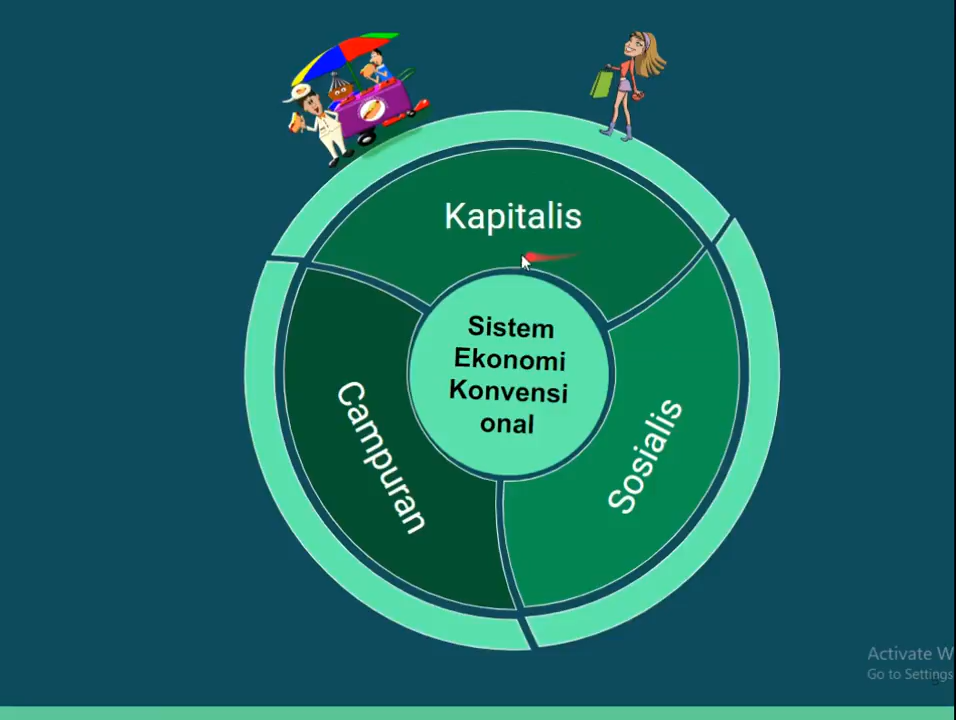 Kapitalis
Sistem
Ekonomi
Konvensi
onal
Campuran
Sosialis
Activate W
Go to Settings